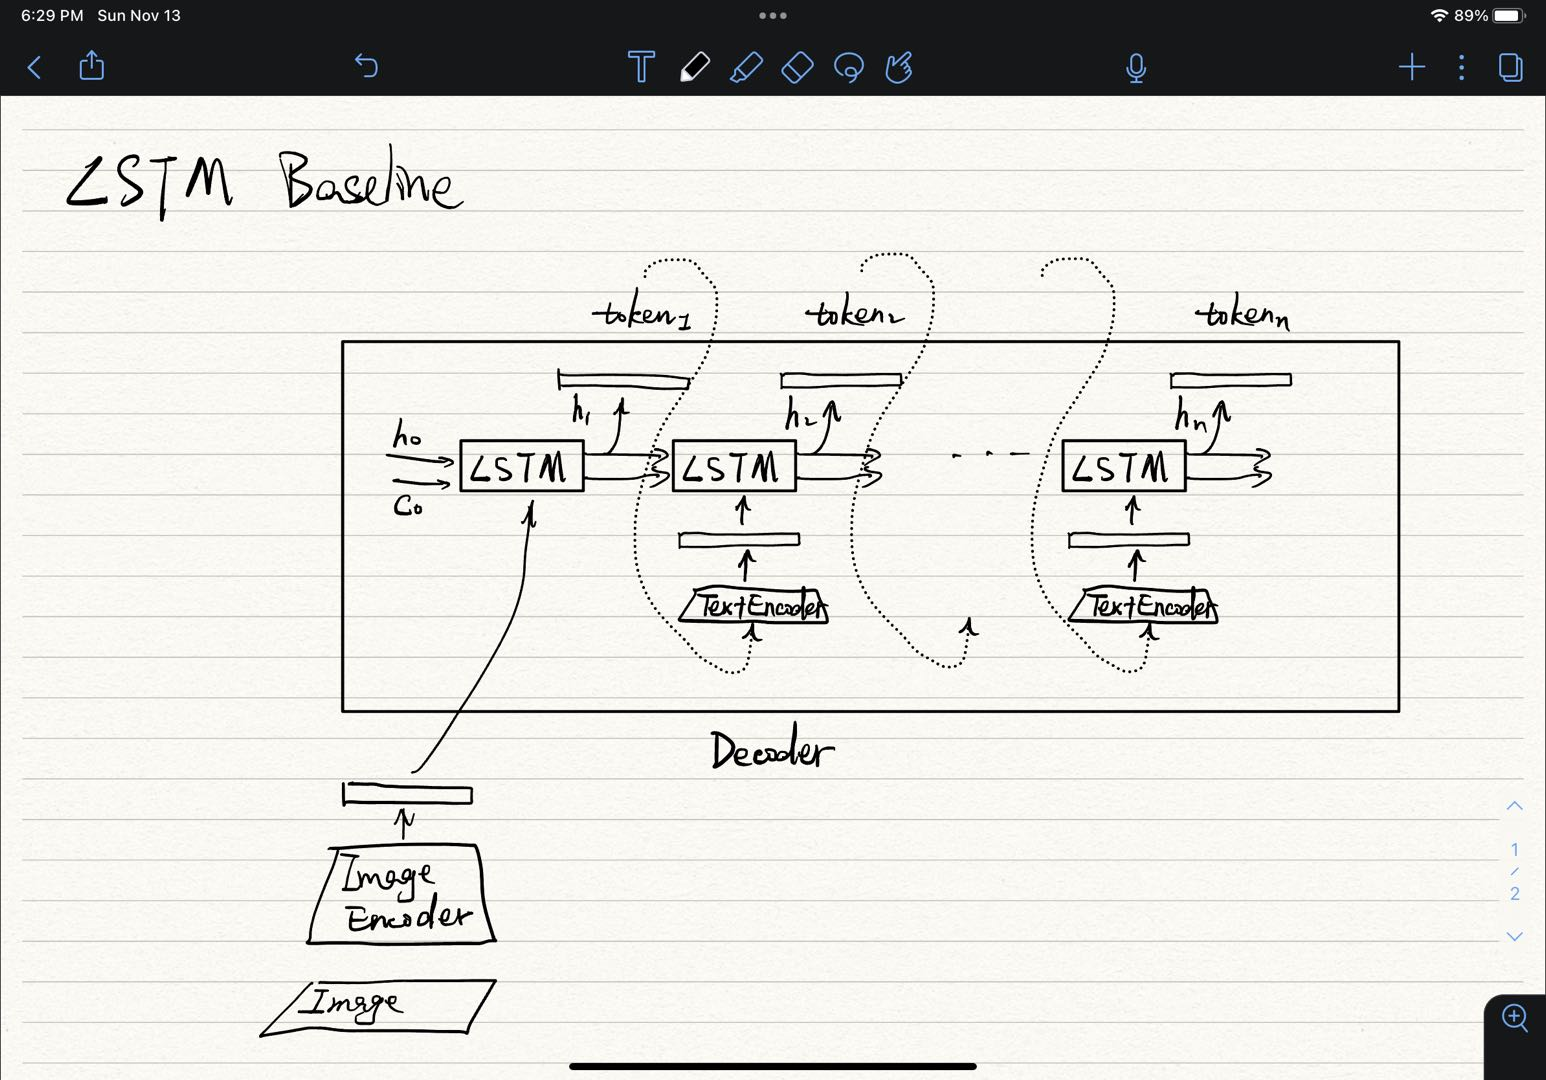 6:29 PM Sun Nov 13
89%
LSTM Baseline
token1 token2 tokenn
h1 h2 hn
h0
LSTM LSTM LSTM
C0
TextEncoder TextEncoder
Decoder
Image
Encoder
Image
1
/
2